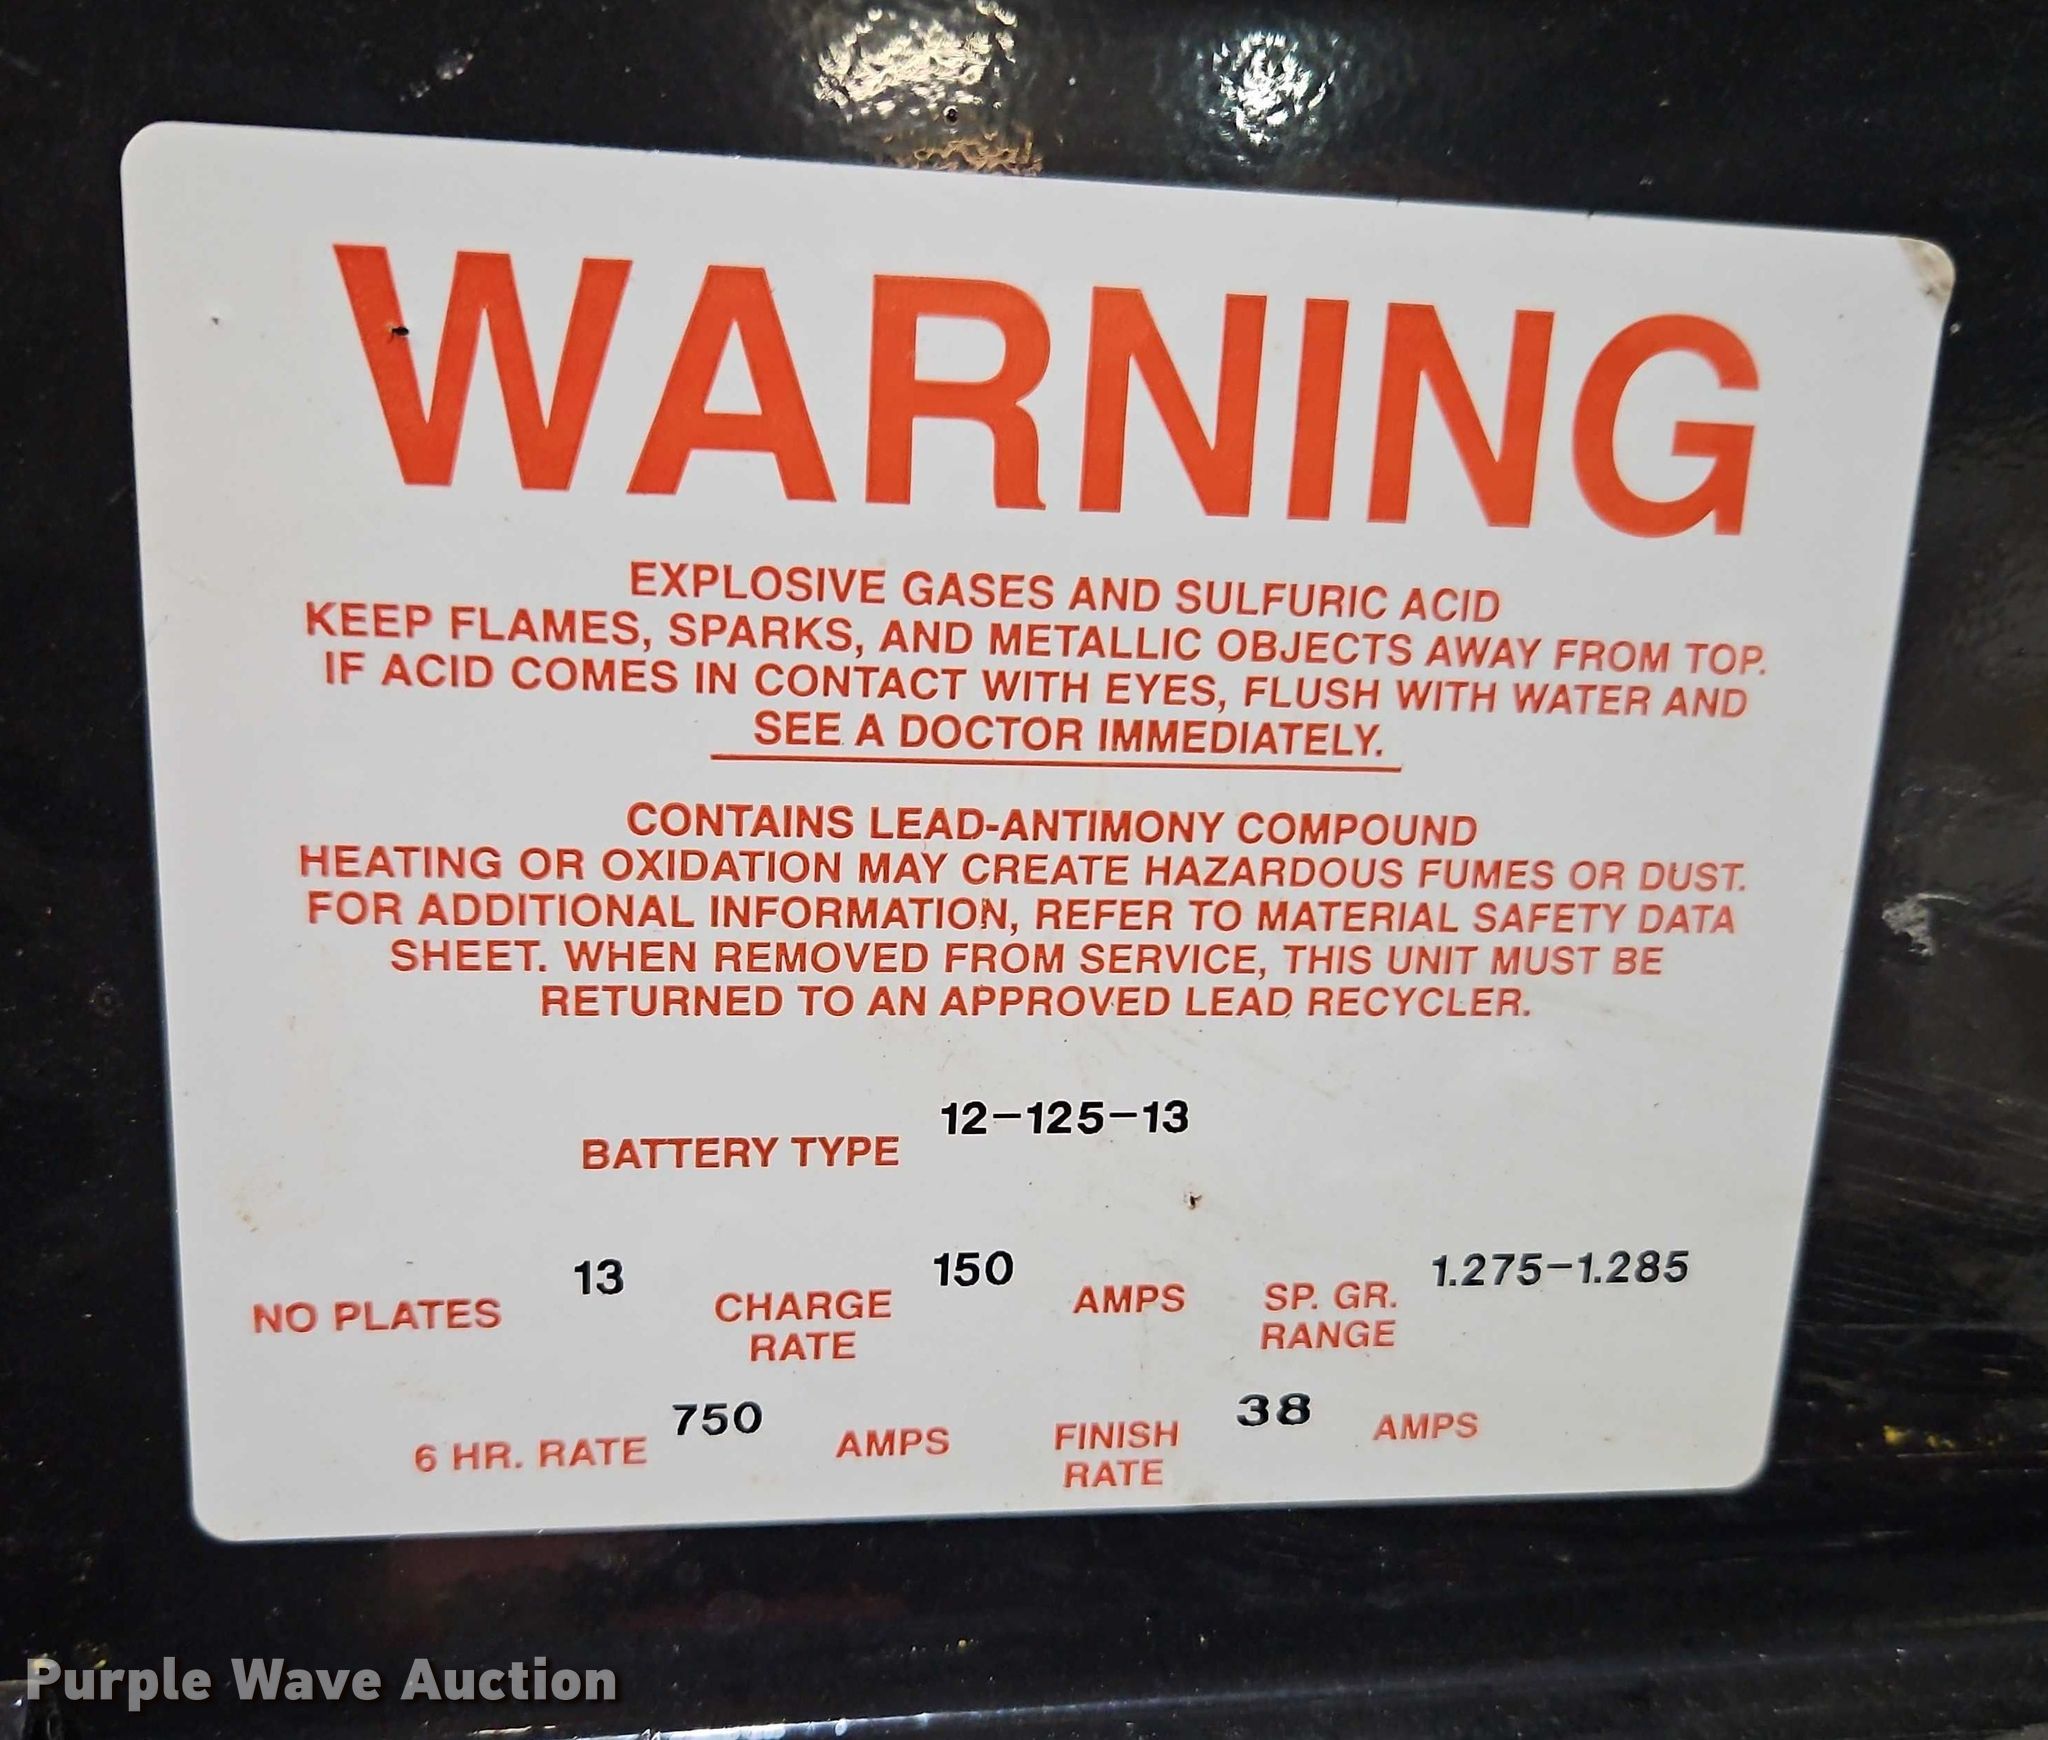 WARNING
EXPLOSIVE GASES AND SULFURIC ACID
KEEP FLAMES, SPARKS, AND METALLIC OBJECTS AWAY FROM TOP.
IF ACID COMES IN CONTACT WITH EYES, FLUSH WITH WATER AND
SEE A DOCTOR IMMEDIATELY.
CONTAINS LEAD-ANTIMONY COMPOUND
HEATING OR OXIDATION MAY CREATE HAZARDOUS FUMES OR DUST.
FOR ADDITIONAL INFORMATION, REFER TO MATERIAL SAFETY DATA
SHEET. WHEN REMOVED FROM SERVICE, THIS UNIT MUST BE
RETURNED TO AN APPROVED LEAD RECYCLER.
BATTERY TYPE 12-125-13
NO PLATES 13 CHARGE RATE 150 AMPS SP. GR. RANGE 1.275-1.285
6 HR. RATE 750 AMPS FINISH RATE 38 AMPS
Purple Wave Auction